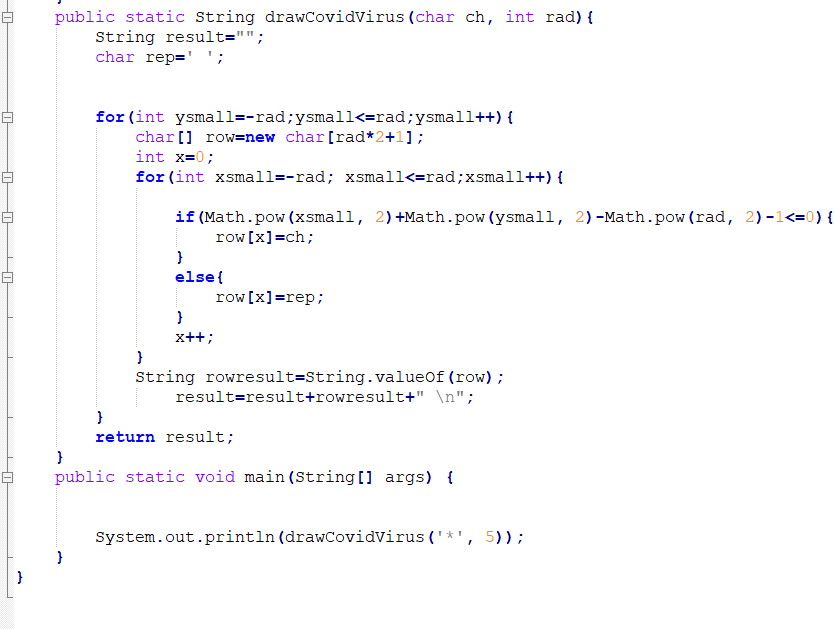 }
public static String drawCovidVirus(char ch, int rad){
String result="";
char rep=' ';
for(int ysmall=-rad;ysmall<=rad;ysmall++){
char[] row=new char[rad*2+1];
int x=0;
for(int xsmall=-rad; xsmall<=rad;xsmall++){
if(Math.pow(xsmall, 2)+Math.pow(ysmall, 2)-Math.pow(rad, 2)-1<=0){
row[x]=ch;
}
else{
row[x]=rep;
}
x++;
}
String rowresult=String.valueOf(row);
result=result+rowresult+" \n";
}
return result;
}
public static void main(String[] args) {
System.out.println(drawCovidVirus('*', 5));
}
}